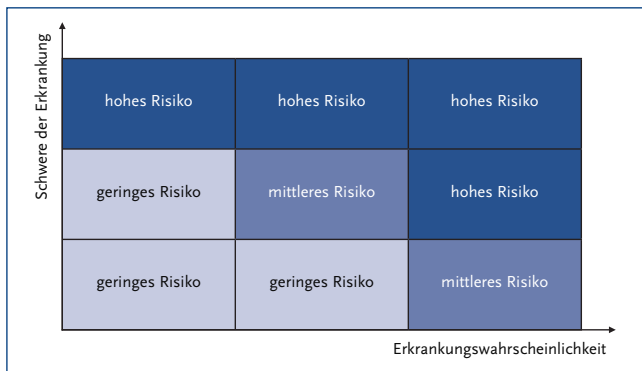 Schwere der Erkrankung
hohes Risiko hohes Risiko hohes Risiko
geringes Risiko mittleres Risiko hohes Risiko
geringes Risiko geringes Risiko mittleres Risiko
Erkrankungswahrscheinlichkeit